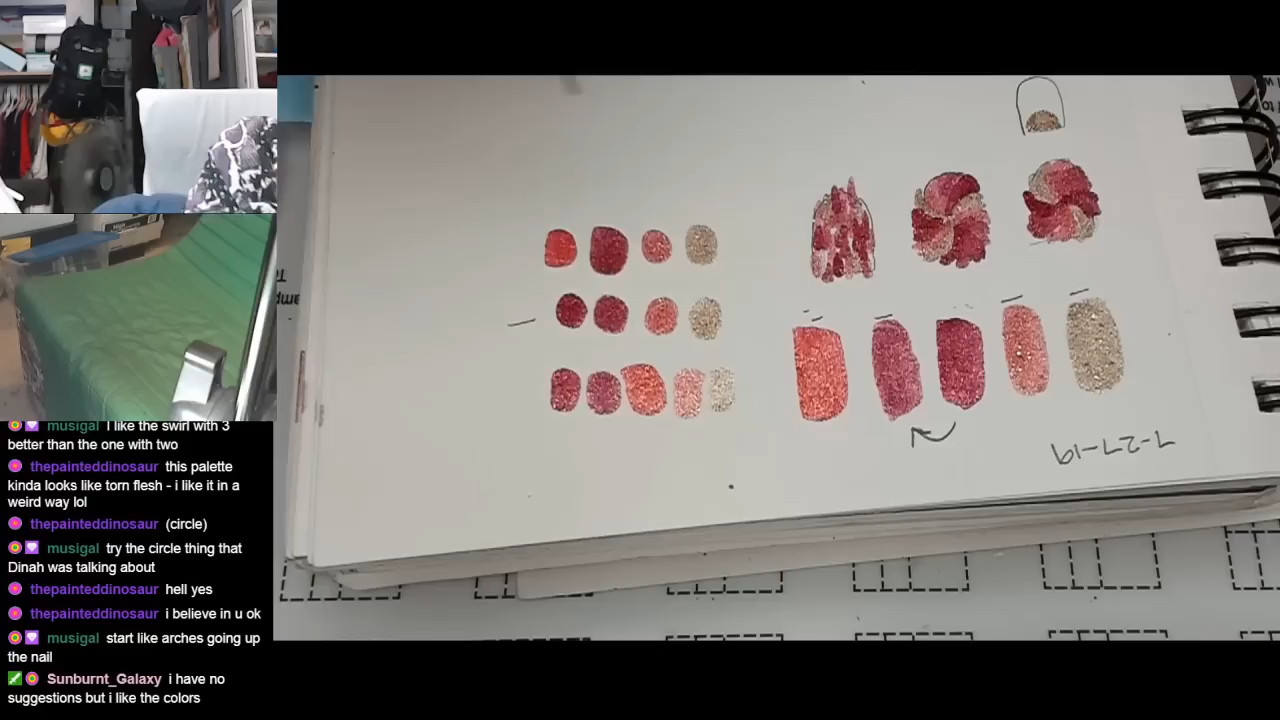 musigal I like the swirl with 3
better than the one with two
thepainteddinosaur this palette
kinda looks like torn flesh - i like it in a
weird way lol
thepainteddinosaur (circle)
musigal try the circle thing that
Dinah was talking about
thepainteddinosaur hell yes
thepainteddinosaur i believe in u ok
musigal start like arches going up
the nail
Sunburnt_Galaxy i have no
suggestions but i like the colors
7-27-19